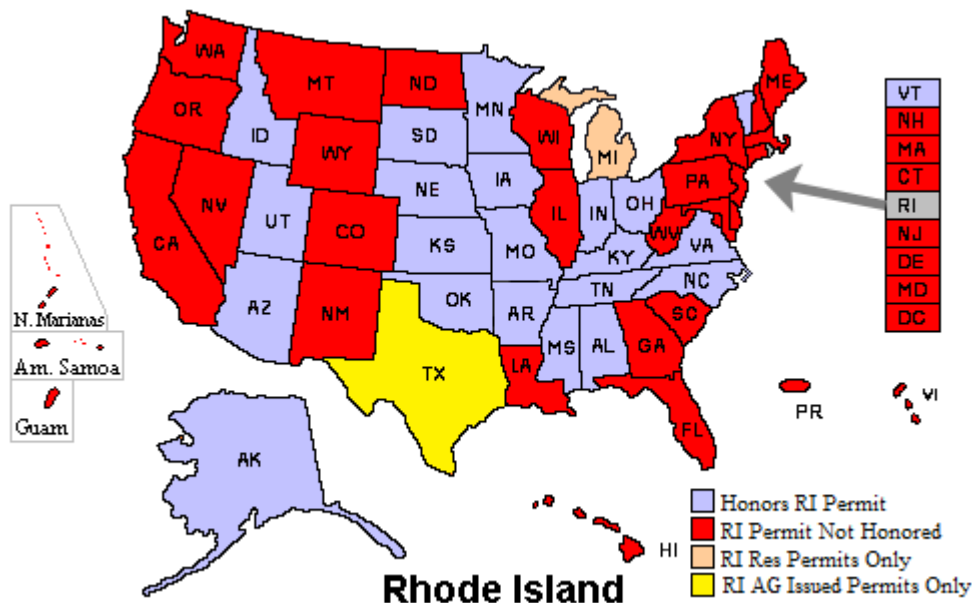 WA
MT
ND
MN
ME
VT
OR
ID
SD
WI
MI
NY
NH
WY
MA
NE
IA
PA
CT
NV
UT
CO
IL
IN
OH
RI
CA
KS
MO
WV
VA
NJ
KY
DE
AZ
NM
OK
TN
NC
MD
AR
SC
DC
N. Marianas
MS
AL
GA
Am. Samoa
TX
LA
Guam
PR
VI
FL
AK
Honors RI Permit
RI Permit Not Honored
HI
RI Res Permits Only
Rhode Island
RI AG Issued Permits Only